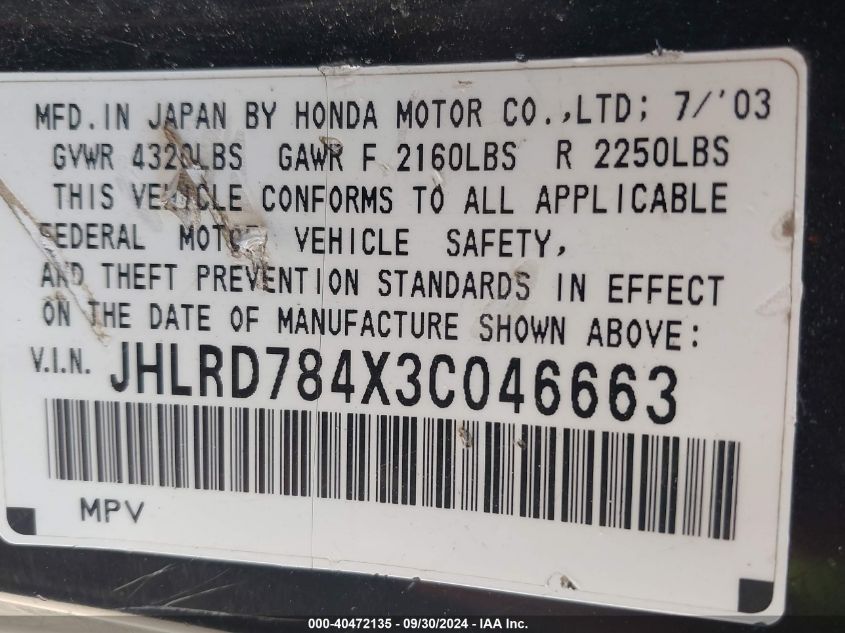 MFD. IN JAPAN BY HONDA MOTOR CO.,LTD; 7/'03
GVWR 4320LBS GAWR F 2160LBS R 2250LBS
THIS VEHICLE CONFORMS TO ALL APPLICABLE
FEDERAL MOTOR VEHICLE SAFETY,
AND THEFT PREVENTION STANDARDS IN EFFECT
ON THE DATE OF MANUFACTURE SHOWN ABOVE:
V.I.N. JHLRD784X3C046663
MPV
000-40472135 - 09/30/2024 - IAA Inc.